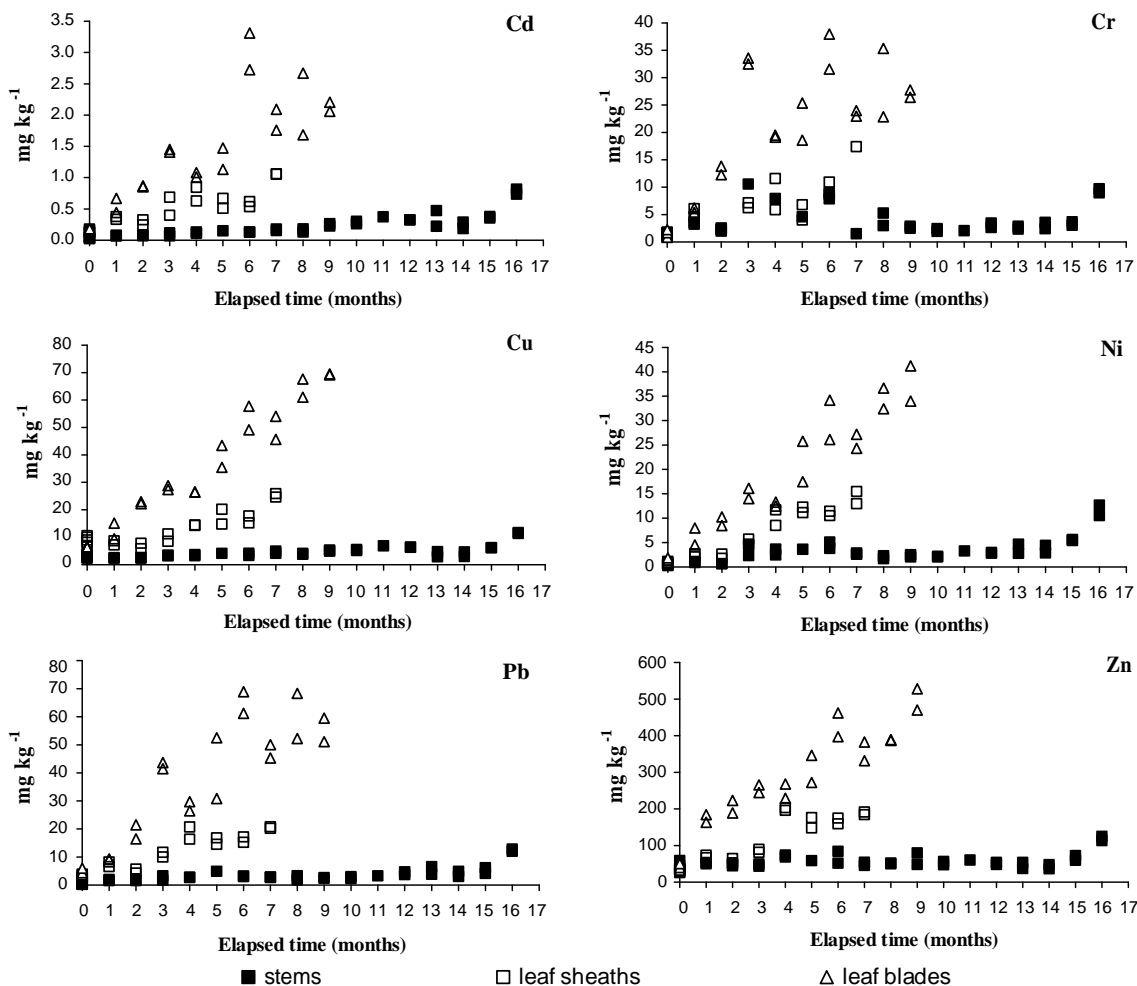 Cd
3.5
3.0
2.5
2.0
1.5
1.0
0.5
0.0
mg kg-1
0 1 2 3 4 5 6 7 8 9 10 11 12 13 14 15 16 17
Elapsed time (months)
Cr
40
35
30
25
20
15
10
5
0
mg kg-1
0 1 2 3 4 5 6 7 8 9 10 11 12 13 14 15 16 17
Elapsed time (months)
Cu
80
70
60
50
40
30
20
10
0
mg kg-1
0 1 2 3 4 5 6 7 8 9 10 11 12 13 14 15 16 17
Elapsed time (months)
Ni
45
40
35
30
25
20
15
10
5
0
mg kg-1
0 1 2 3 4 5 6 7 8 9 10 11 12 13 14 15 16 17
Elapsed time (months)
Pb
80
70
60
50
40
30
20
10
0
mg kg-1
0 1 2 3 4 5 6 7 8 9 10 11 12 13 14 15 16 17
Elapsed time (months)
Zn
600
500
400
300
200
100
0
mg kg-1
0 1 2 3 4 5 6 7 8 9 10 11 12 13 14 15 16 17
Elapsed time (months)
stems leaf sheaths leaf blades